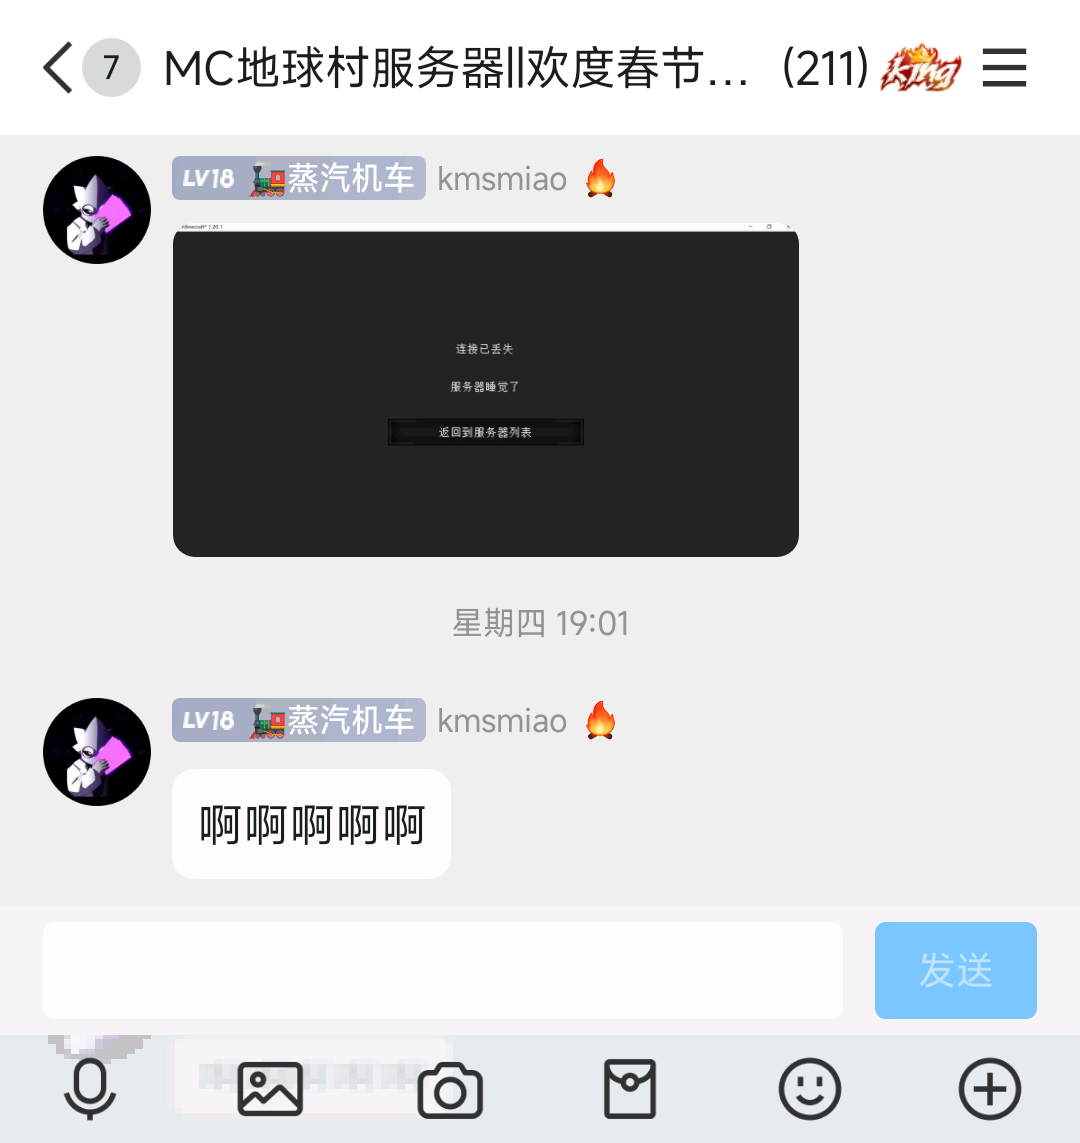 7 MC地球村服务器||欢度春节… (211) king
LV18 蒸汽机车 kmsmiao
Minecraft* 1.20.1
连接已丢失
服务器睡觉了
返回到服务器列表
星期四 19:01
LV18 蒸汽机车 kmsmiao
啊啊啊啊啊
发送